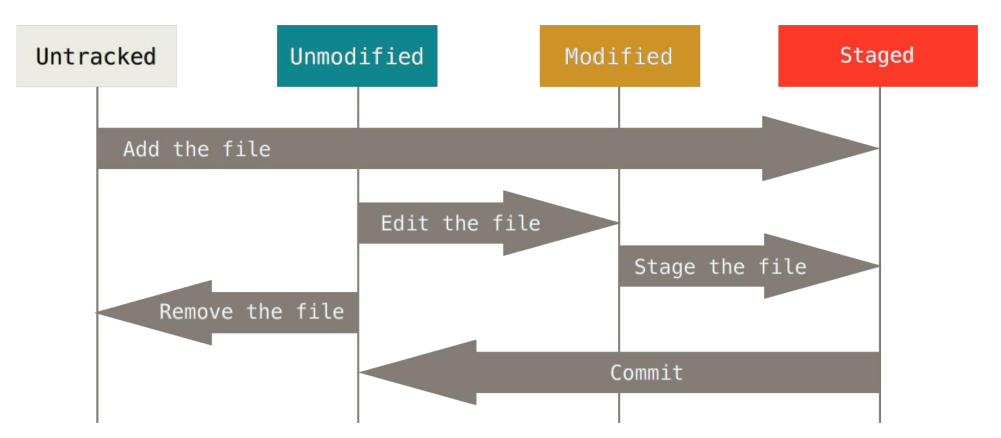 Untracked
Unmodified
Modified
Staged
Add the file
Edit the file
Stage the file
Remove the file
Commit